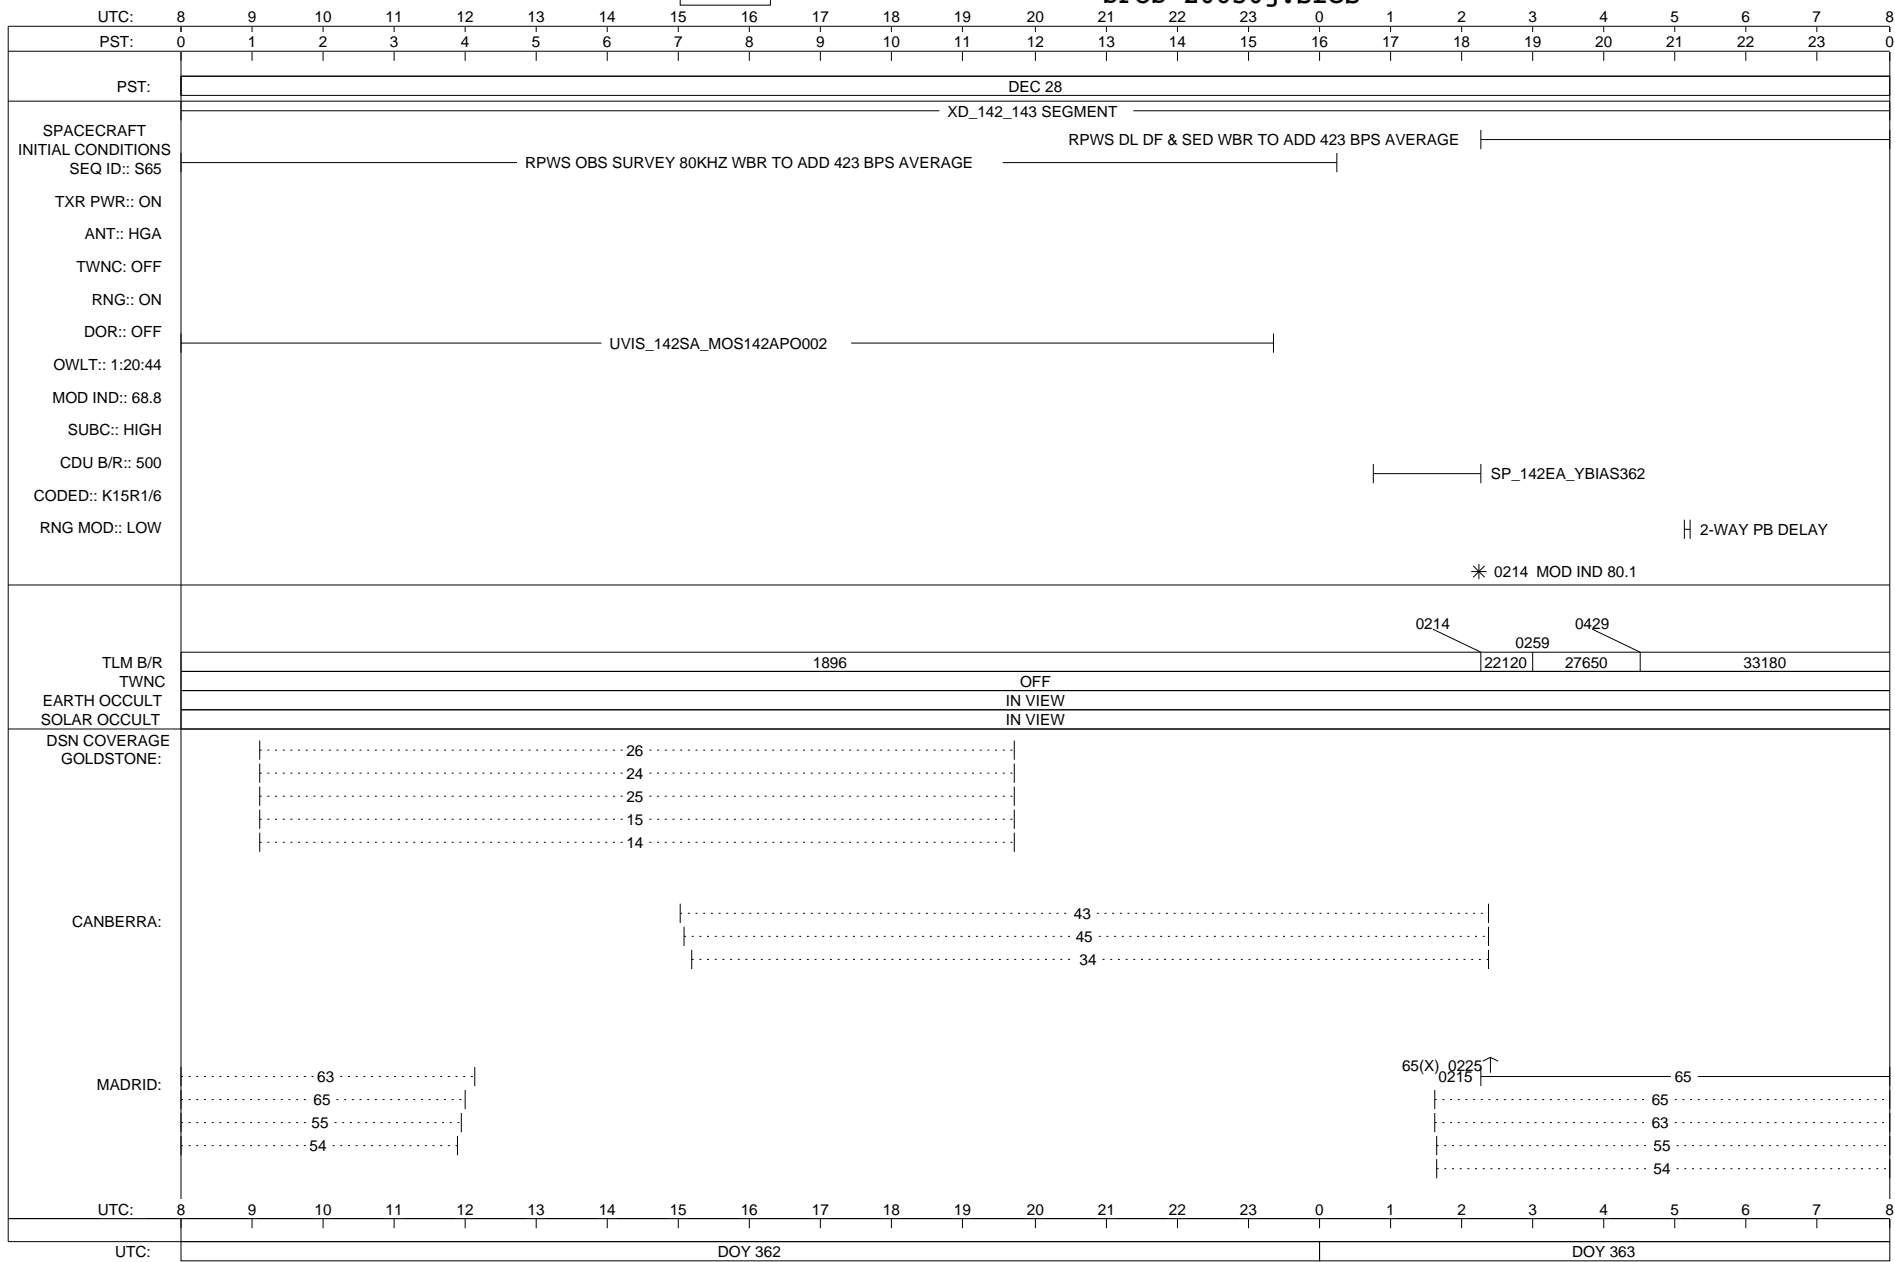 UTC: 8 9 10 11 12 13 14 15 16 17 18 19 20 21 22 23 0 1 2 3 4 5 6 7 8
PST: 0 1 2 3 4 5 6 7 8 9 10 11 12 13 14 15 16 17 18 19 20 21 22 23 0
PST: DEC 28
XD_142_143 SEGMENT
SPACECRAFT
INITIAL CONDITIONS
RPWS DL DF & SED WBR TO ADD 423 BPS AVERAGE
SEQ ID:: S65
RPWS OBS SURVEY 80KHZ WBR TO ADD 423 BPS AVERAGE
TXR PWR:: ON
ANT:: HGA
TWNC: OFF
RNG:: ON
DOR:: OFF
UVIS_142SA_MOS142APO002
OWLT:: 1:20:44
MOD IND:: 68.8
SUBC:: HIGH
CDU B/R:: 500
SP_142EA_YBIAS362
CODED:: K15R1/6
RNG MOD:: LOW
2-WAY PB DELAY
0214 MOD IND 80.1
0214 0259 0429
TLM B/R 1896 22120 27650 33180
TWNC OFF
EARTH OCCULT IN VIEW
SOLAR OCCULT IN VIEW
DSN COVERAGE
GOLDSTONE:
26
24
25
15
14
CANBERRA:
43
45
34
MADRID:
65(X) 0225
63 0215 65
65 65
55 63
54 55
54
UTC: 8 9 10 11 12 13 14 15 16 17 18 19 20 21 22 23 0 1 2 3 4 5 6 7 8
UTC: DOY 362 DOY 363